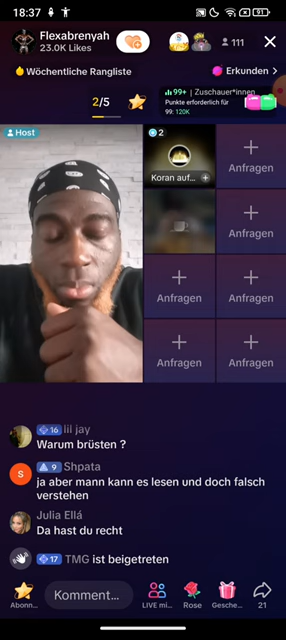 18:37
91
Flexabrenyah
23.0K Likes
111
Wöchentliche Rangliste
Erkunden >
2/5
99+ | Zuschauer*innen
Punkte erforderlich für
99: 120K
Host
2
Koran auf...
Anfragen
Anfragen
Anfragen
Anfragen
Anfragen
Anfragen
16 lil jay
Warum brüsten ?
S
9 Shpata
ja aber mann kann es lesen und doch falsch
verstehen
Julia Ellá
Da hast du recht
17 TMG ist beigetreten
Abonn...
Komment...
LIVE mi...
Rose
Gesche...
21